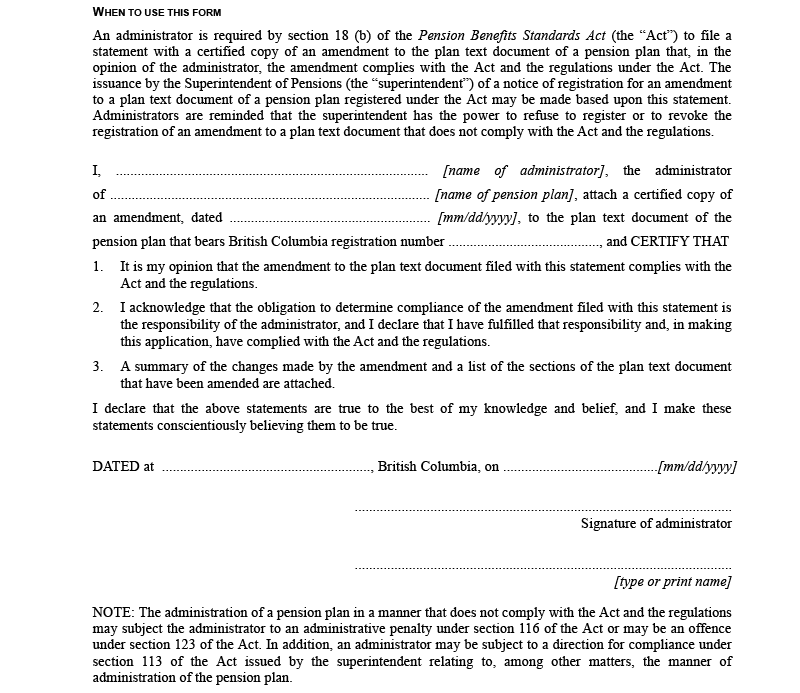 WHEN TO USE THIS FORM
An administrator is required by section 18 (b) of the Pension Benefits Standards Act (the “Act”) to file a
statement with a certified copy of an amendment to the plan text document of a pension plan that, in the
opinion of the administrator, the amendment complies with the Act and the regulations under the Act. The
issuance by the Superintendent of Pensions (the “superintendent”) of a notice of registration for an amendment
to a plan text document of a pension plan registered under the Act may be made based upon this statement.
Administrators are reminded that the superintendent has the power to refuse to register or to revoke the
registration of an amendment to a plan text document that does not comply with the Act and the regulations.
I, ....................................................................................... [name of administrator], the administrator
of ......................................................................................... [name of pension plan], attach a certified copy of
an amendment, dated ........................................................ [mm/dd/yyyy], to the plan text document of the
pension plan that bears British Columbia registration number .........................................., and CERTIFY THAT
1. It is my opinion that the amendment to the plan text document filed with this statement complies with the
Act and the regulations.
2. I acknowledge that the obligation to determine compliance of the amendment filed with this statement is
the responsibility of the administrator, and I declare that I have fulfilled that responsibility and, in making
this application, have complied with the Act and the regulations.
3. A summary of the changes made by the amendment and a list of the sections of the plan text document
that have been amended are attached.
I declare that the above statements are true to the best of my knowledge and belief, and I make these
statements conscientiously believing them to be true.
DATED at .........................................................., British Columbia, on ...........................................[mm/dd/yyyy]
.........................................................................................................
Signature of administrator
.........................................................................................................
[type or print name]
NOTE: The administration of a pension plan in a manner that does not comply with the Act and the regulations
may subject the administrator to an administrative penalty under section 116 of the Act or may be an offence
under section 123 of the Act. In addition, an administrator may be subject to a direction for compliance under
section 113 of the Act issued by the superintendent relating to, among other matters, the manner of
administration of the pension plan.